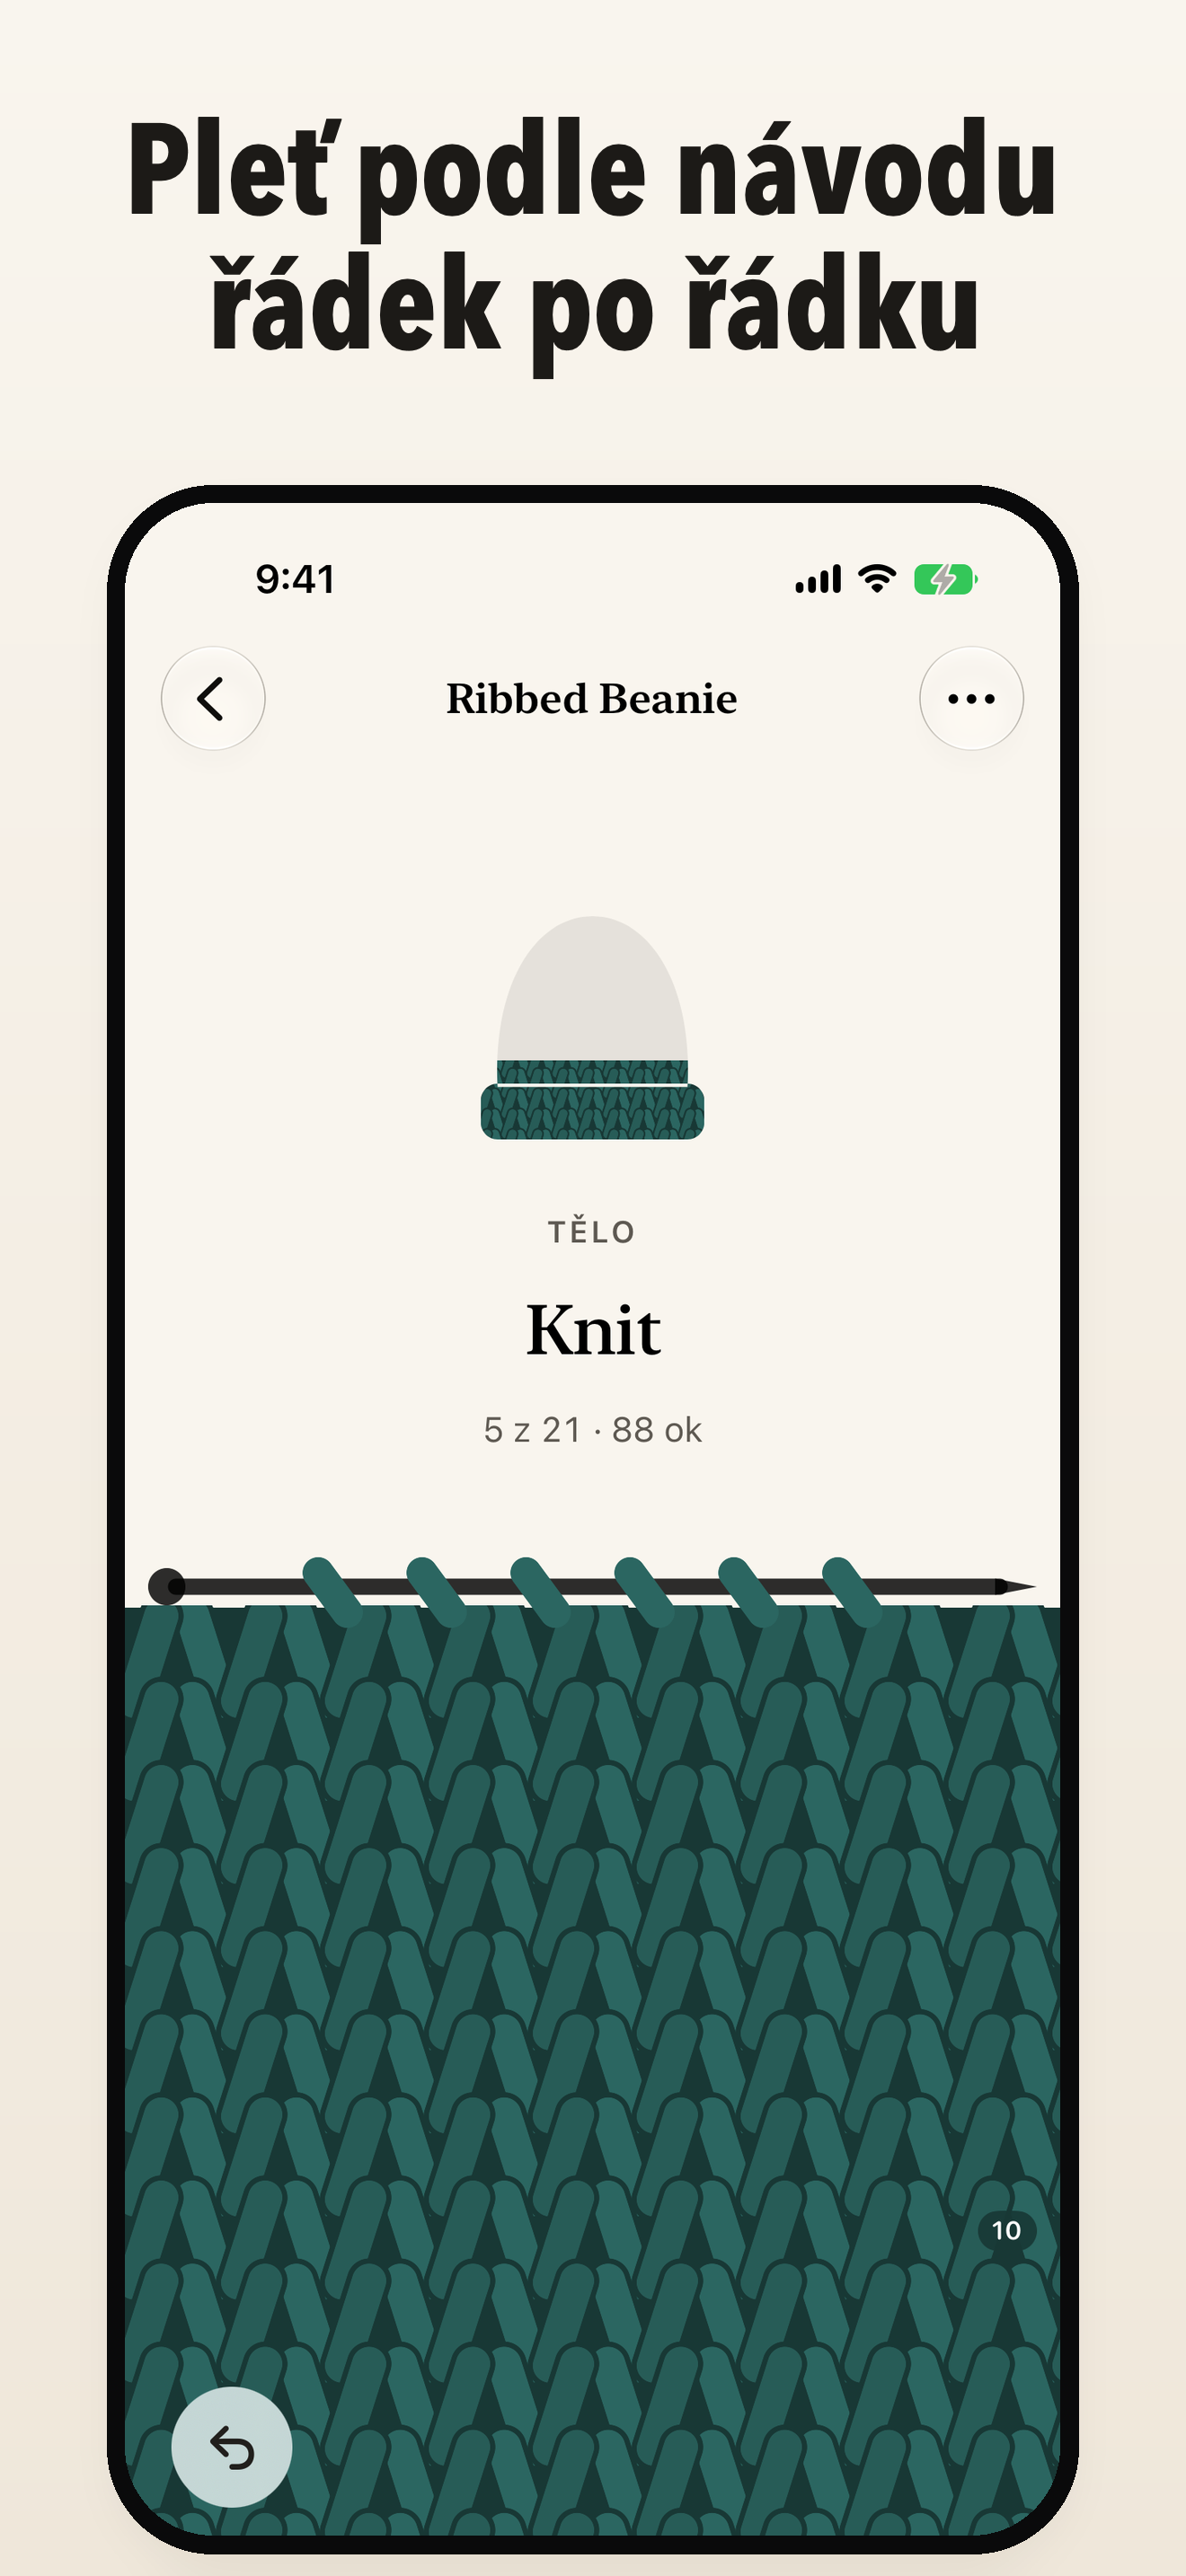 Pleť podle návodu
řádek po řádku
9:41
Ribbed Beanie
TĚLO
Knit
5 z 21 · 88 ok
10